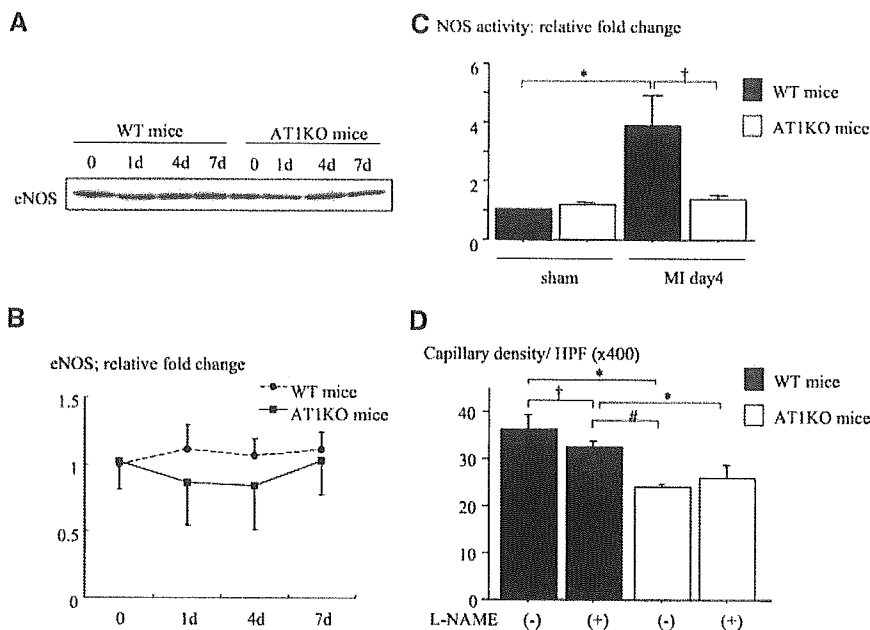 A
WT mice AT1KO mice
0 1d 4d 7d 0 1d 4d 7d
eNOS
B
eNOS; relative fold change
WT mice
AT1KO mice
1.5
1
0.5
0
0 1d 4d 7d
C NOS activity: relative fold change
6
4
2
0
* †
WT mice
AT1KO mice
sham MI day4
D
Capillary density/ HPF (x400)
WT mice
AT1KO mice
*
† *
#
40
30
20
10
0
L-NAME (-) (+) (-) (+)